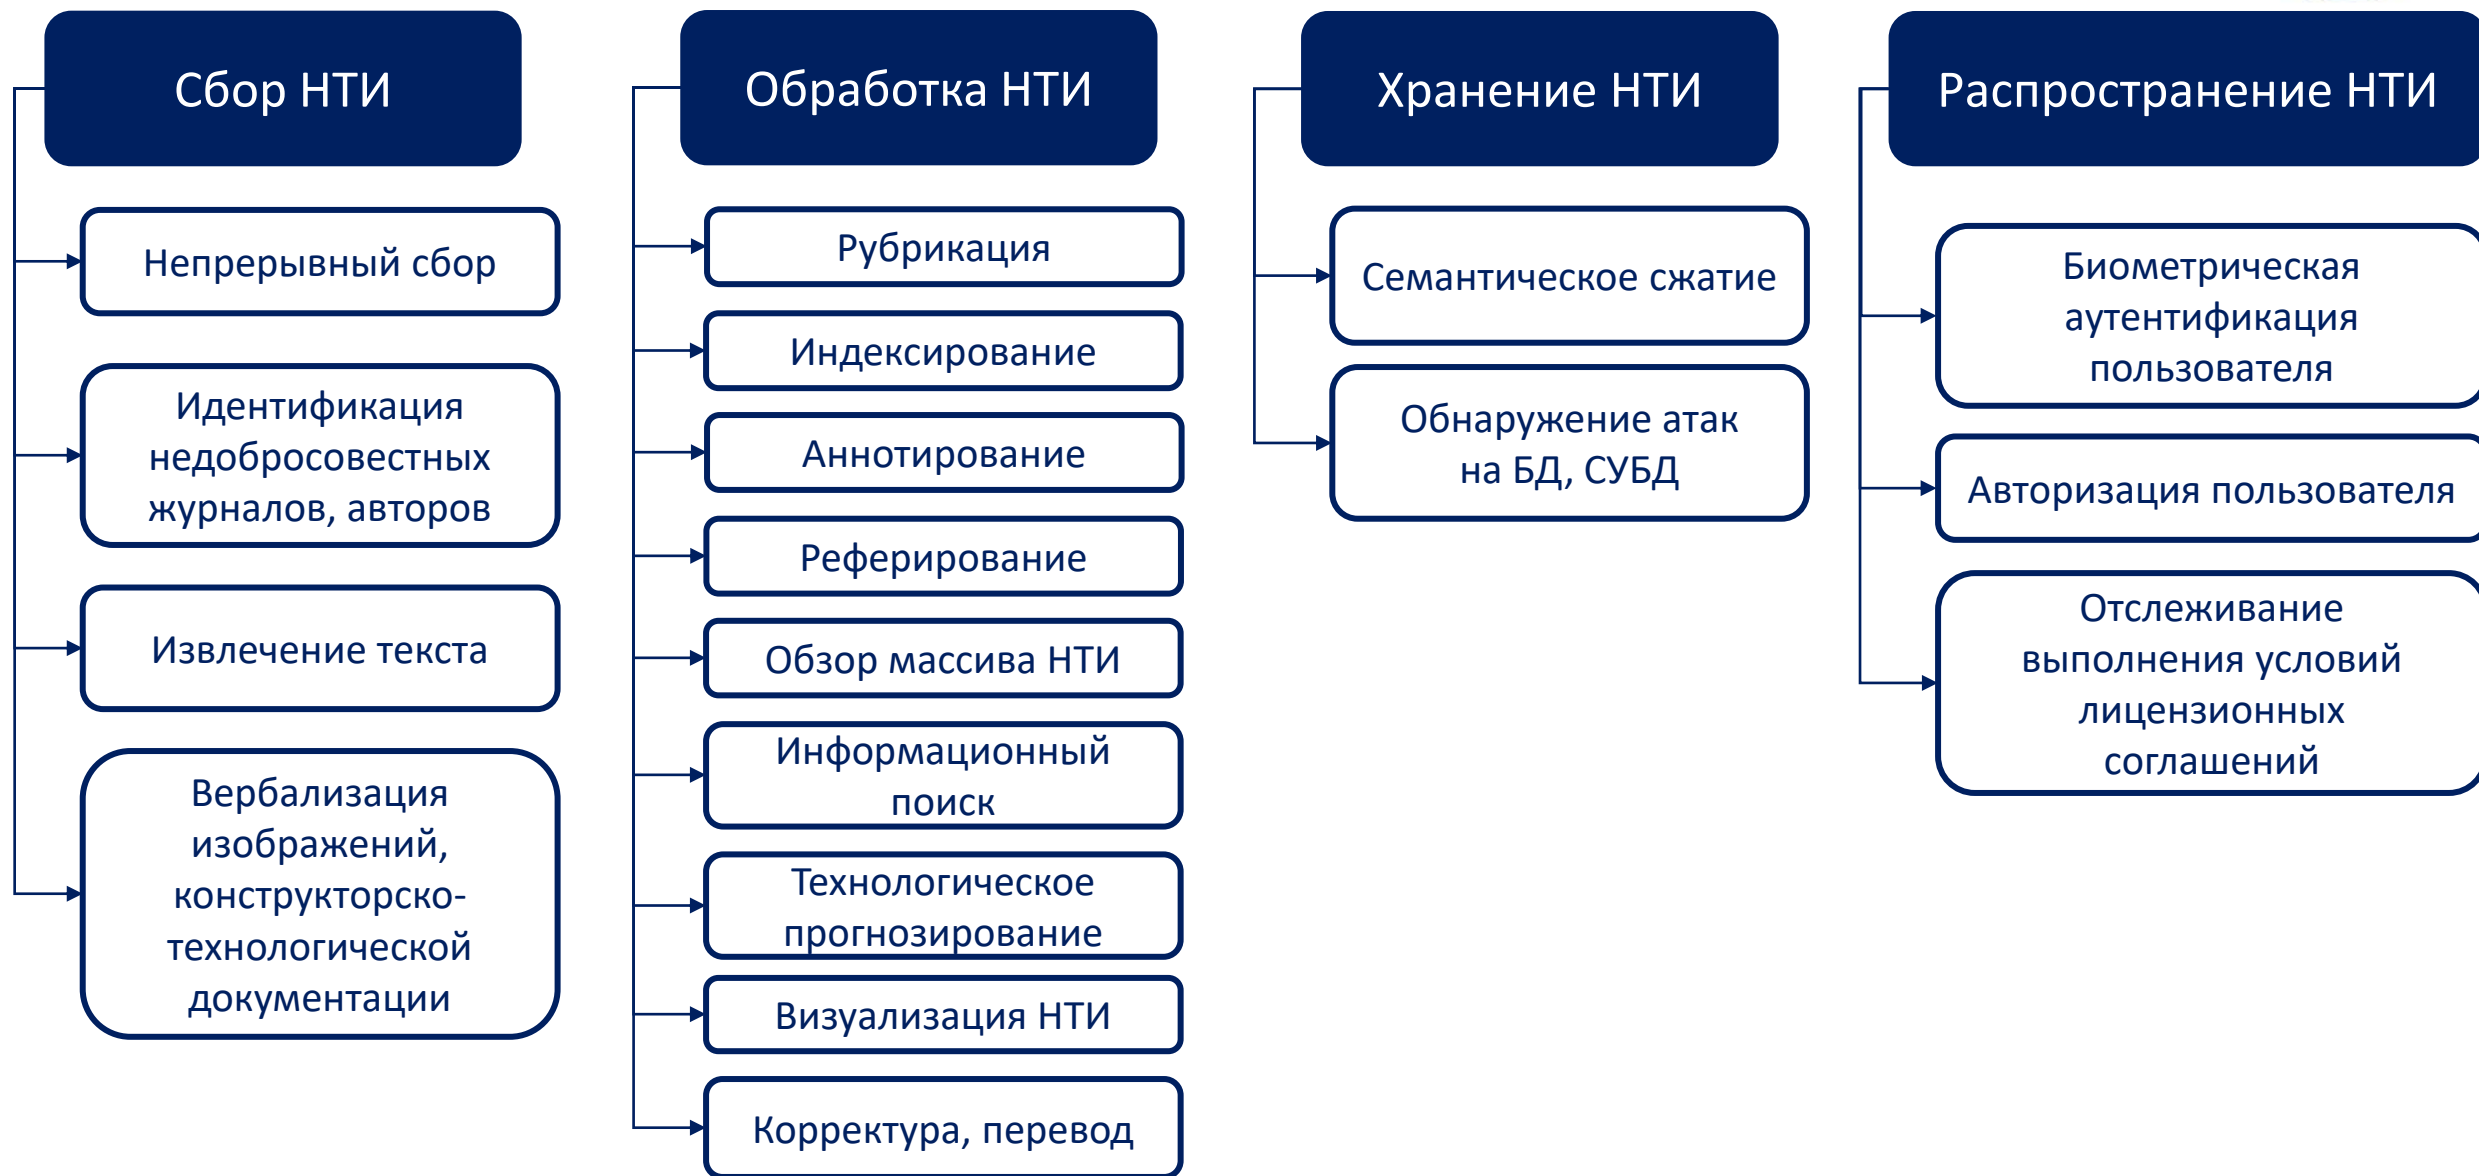 Сбор НТИ
Непрерывный сбор
Идентификация
недобросовестных
журналов, авторов
Извлечение текста
Вербализация
изображений,
конструкторско-
технологической
документации
Обработка НТИ
Рубрикация
Индексирование
Аннотирование
Реферирование
Обзор массива НТИ
Информационный
поиск
Технологическое
прогнозирование
Визуализация НТИ
Корректура, перевод
Хранение НТИ
Семантическое сжатие
Обнаружение атак
на БД, СУБД
Распространение НТИ
Биометрическая
аутентификация
пользователя
Авторизация пользователя
Отслеживание
выполнения условий
лицензионных
соглашений